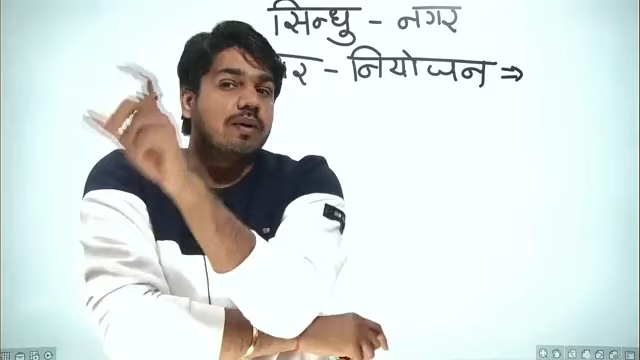 सिन्धु - नगर
- नियोजन ⇒